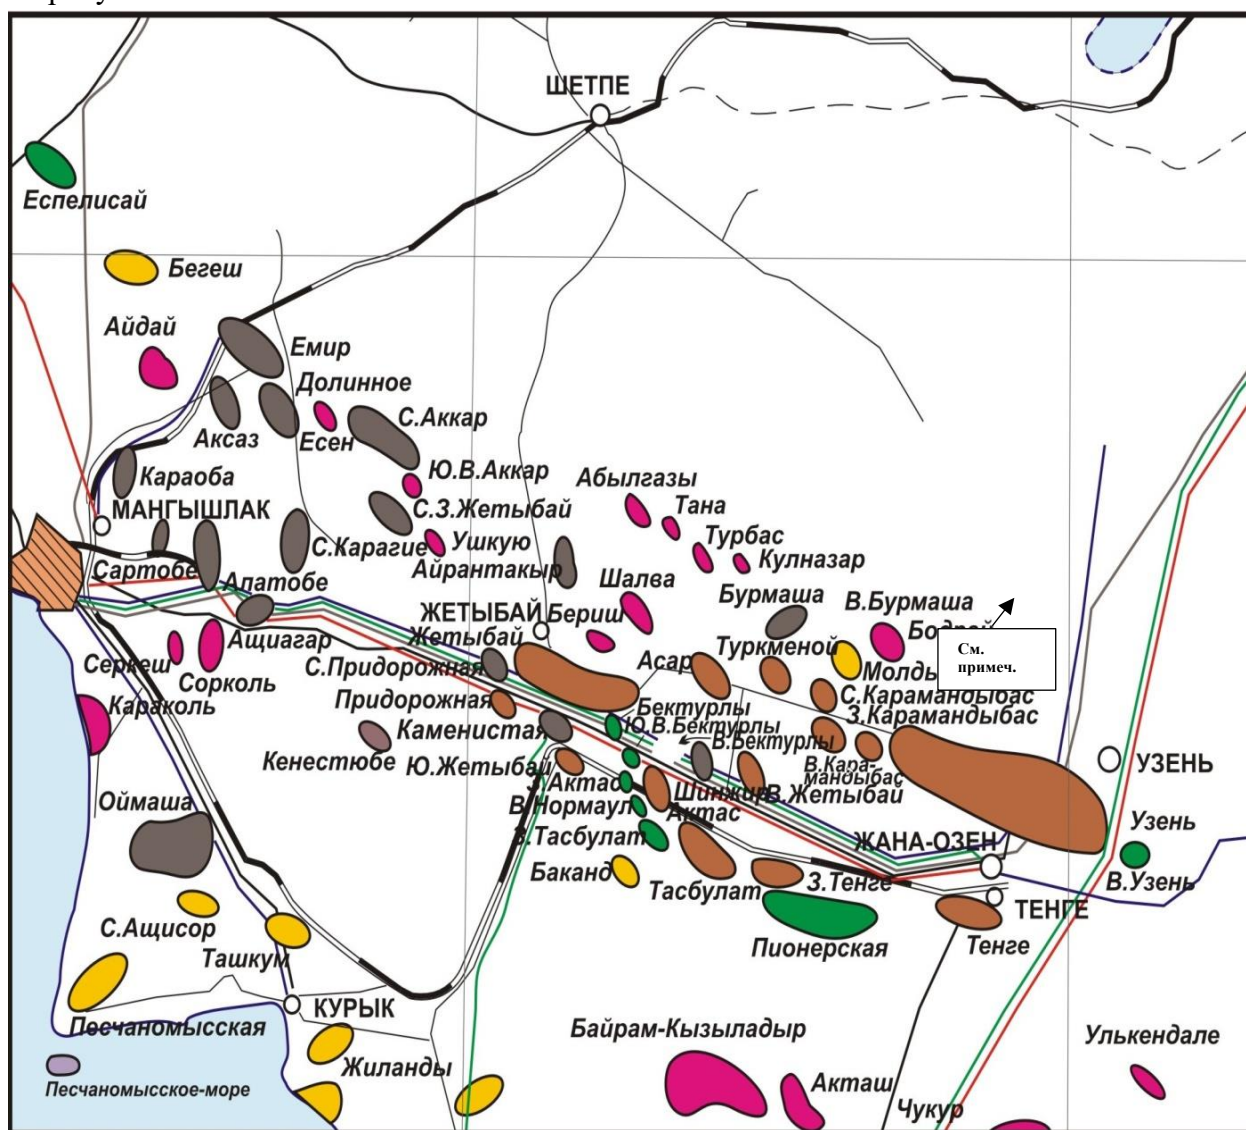 ШЕТПЕ
Еспелисай
Бегеш
Айдай
Емир
Долинное
С.Аккар
Аксаз
Есен
Караоба
Ю.В.Аккар
МАНГЫШЛАК
С.З.Жетыбай
Абылгазы
Тана
Турбас
Кулназар
С.Карагие
Ушкую
Айрантакыр
Сартобе
Алатобе
Шалва
Бурмаша
В.Бурмаша
ЖЕТЫБАЙ
Бериш
Ащиагар
Жетыбай
С.Придорожная
Асар
Туркменой
См.
примеч.
Серкеш
Сорколь
Караколь
Придорожная
С.Карамандыбас
З.Карамандыбас
Бектурлы
Ю.В.Бектурлы
В.Бектурлы
Каменистая
Кенестюбе
Ю.Жетыбай
В.Кара-
мандыбас
УЗЕНЬ
З.Актас
Шинжир
В.Жетыбай
Оймаша
В.Нормаул
Актас
З.Тасбулат
ЖАНА-ОЗЕН
Узень
Баканд
Тасбулат
З.Тенге
В.Узень
С.Ащисор
Ташкум
Пионерская
ТЕНГЕ
Тенге
КУРЫК
Песчаномысская
Жиланды
Байрам-Кызыладыр
Улькендале
Песчаномысское-море
Акташ
Чукур